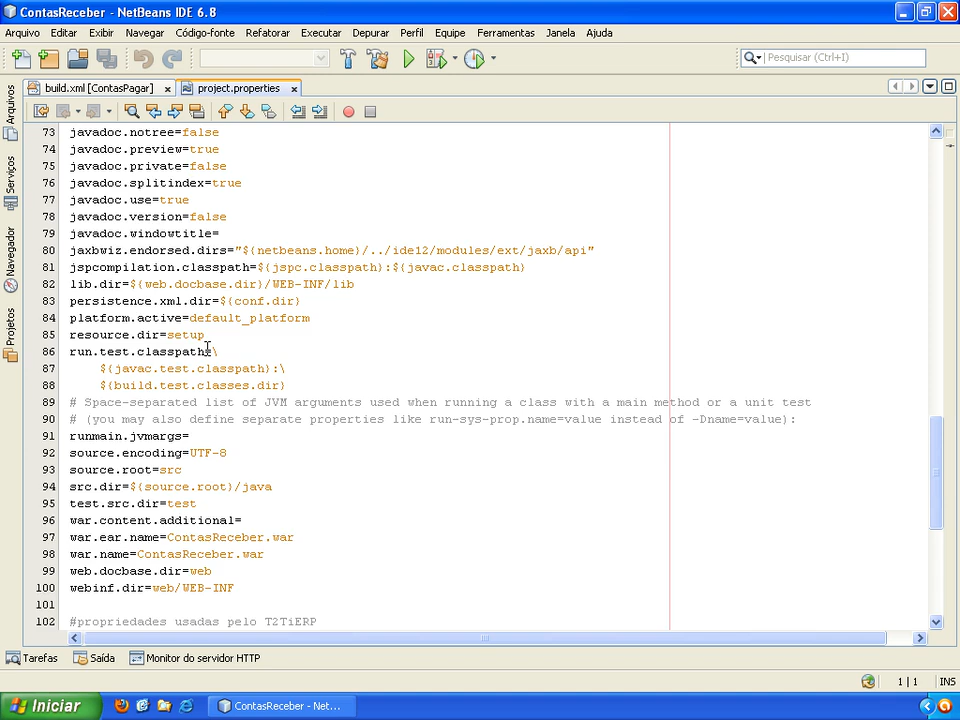 ContasReceber - NetBeans IDE 6.8
Arquivo Editar Exibir Navegar Código-fonte Refatorar Executar Depurar Perfil Equipe Ferramentas Janela Ajuda
Pesquisar (Ctrl+I)
build.xml [ContasPagar] x project.properties x
Arquivos
Serviços
Navegador
Projetos
73 javadoc.notree=false
74 javadoc.preview=true
75 javadoc.private=false
76 javadoc.splitindex=true
77 javadoc.use=true
78 javadoc.version=false
79 javadoc.windowtitle=
80 jaxbwiz.endorsed.dirs="${netbeans.home}/../ide12/modules/ext/jaxb/api"
81 jspcompilation.classpath=${jspc.classpath}:${javac.classpath}
82 lib.dir=${web.docbase.dir}/WEB-INF/lib
83 persistence.xml.dir=${conf.dir}
84 platform.active=default_platform
85 resource.dir=setup
86 run.test.classpath=\
87 ${javac.test.classpath}:\
88 ${build.test.classes.dir}
89 # Space-separated list of JVM arguments used when running a class with a main method or a unit test
90 # (you may also define separate properties like run-sys-prop.name=value instead of -Dname=value):
91 runmain.jvmargs=
92 source.encoding=UTF-8
93 source.root=src
94 src.dir=${source.root}/java
95 test.src.dir=test
96 war.content.additional=
97 war.ear.name=ContasReceber.war
98 war.name=ContasReceber.war
99 web.docbase.dir=web
100 webinf.dir=web/WEB-INF
101
102 #propriedades usadas pelo T2TiERP
Tarefas Saída Monitor do servidor HTTP
1 | 1 INS
Iniciar ContasReceber - Net...